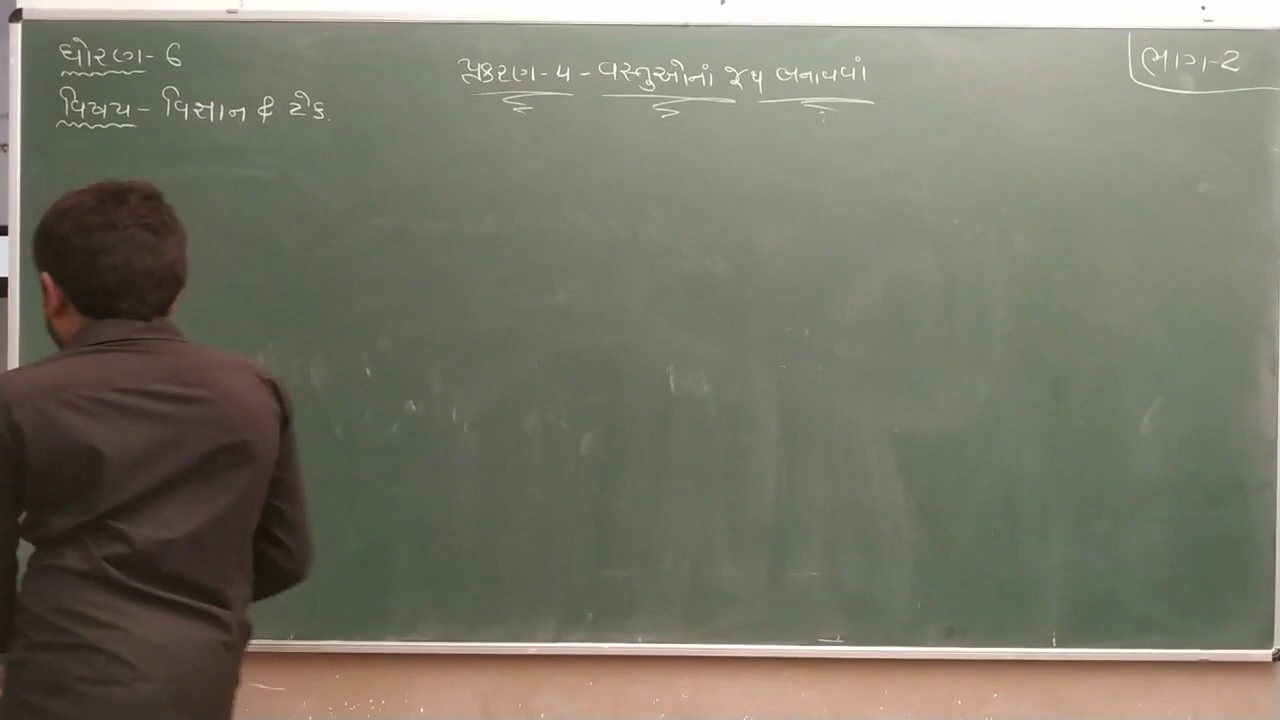 ધોરણ-6
વિષય- વિજ્ઞાન & ટેક.
પ્રકરણ-4 - વસ્તુઓનાં જૂથ બનાવવાં
ભાગ-2